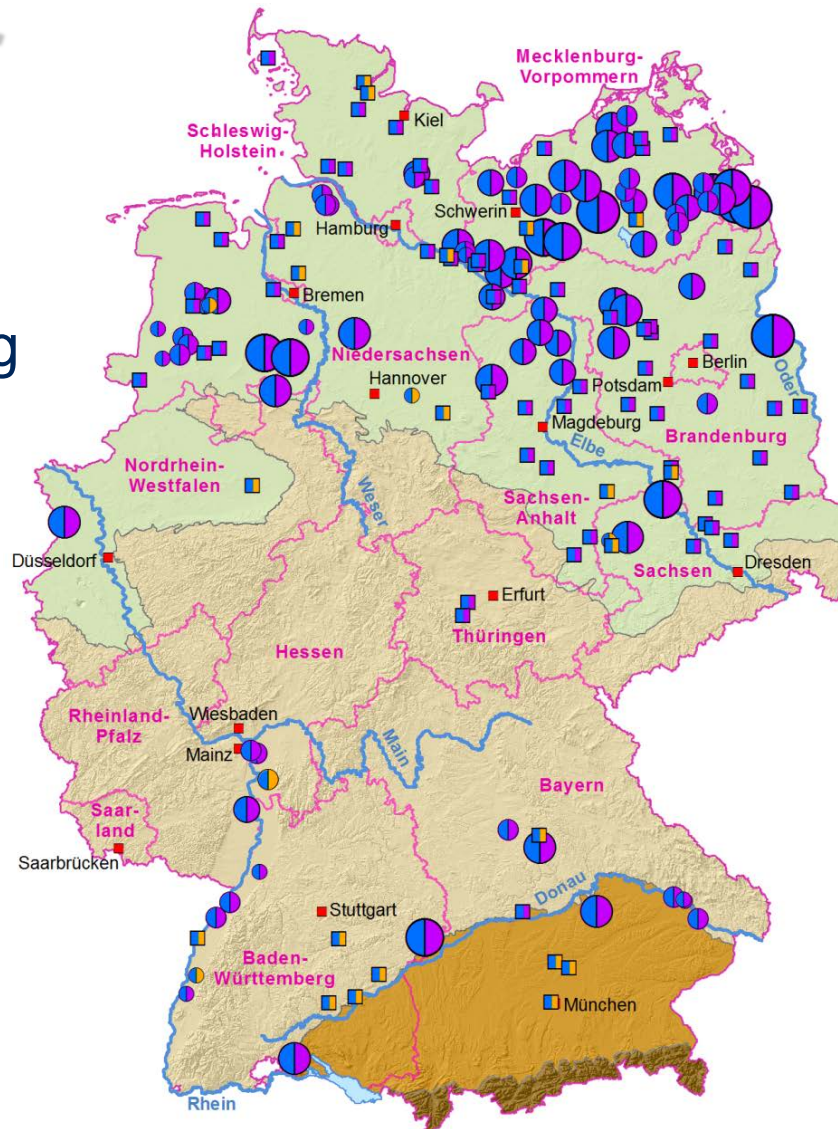 Mecklenburg-
Vorpommern
Kiel
Schleswig-
Holstein
Schwerin
Hamburg
Bremen
g
Niedersachsen
Hannover
Berlin
Potsdam
Oder
Magdeburg
Elbe
Brandenburg
Nordrhein-
Westfalen
Weser
Sachsen-
Anhalt
Düsseldorf
Sachsen
Dresden
Erfurt
Thüringen
Hessen
Rheinland-
Pfalz
Wiesbaden
Mainz
Main
Bayern
Saar-
land
Saarbrücken
Donau
Stuttgart
Baden-
Württemberg
München
Rhein